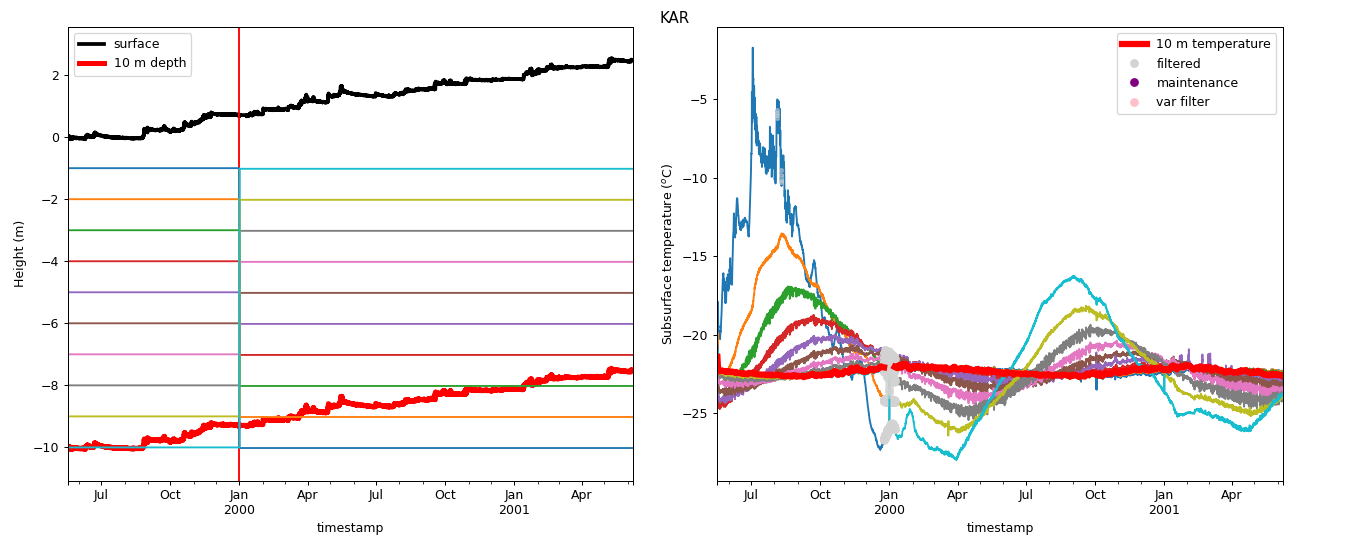 KAR
surface
10 m depth
Height (m)
2
0
−2
−4
−6
−8
−10
Jul
Oct
Jan
2000
Apr
Jul
Oct
Jan
2001
Apr
timestamp
10 m temperature
filtered
maintenance
var filter
Subsurface temperature (°C)
−5
−10
−15
−20
−25
Jul
Oct
Jan
2000
Apr
Jul
Oct
Jan
2001
Apr
timestamp